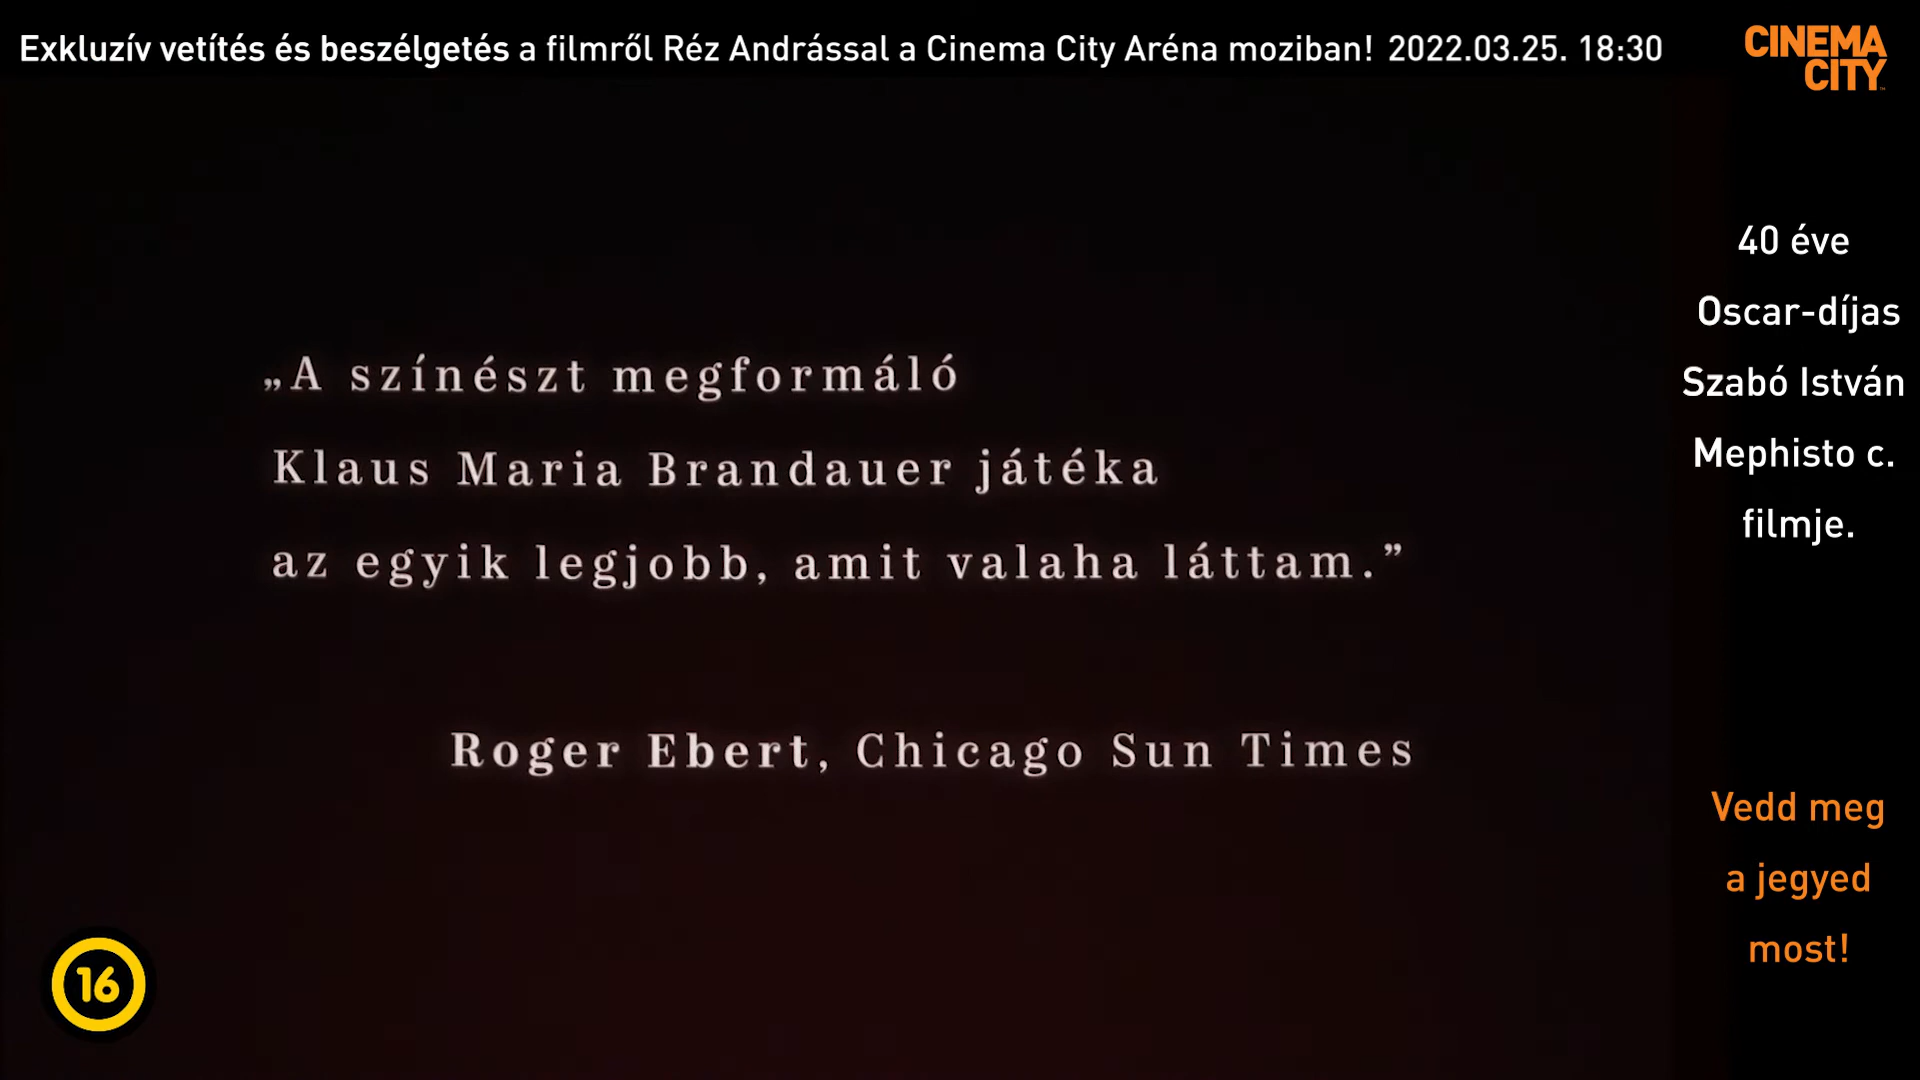 Exkluzív vetítés és beszélgetés a filmről Réz Andrással a Cinema City Aréna moziban! 2022.03.25. 18:30
CINEMA
CITY
„A színészt megformáló
Klaus Maria Brandauer játéka
az egyik legjobb, amit valaha láttam.”
Roger Ebert, Chicago Sun Times
40 éve
Oscar-díjas
Szabó István
Mephisto c.
filmje.
Vedd meg
a jegyed
most!
16